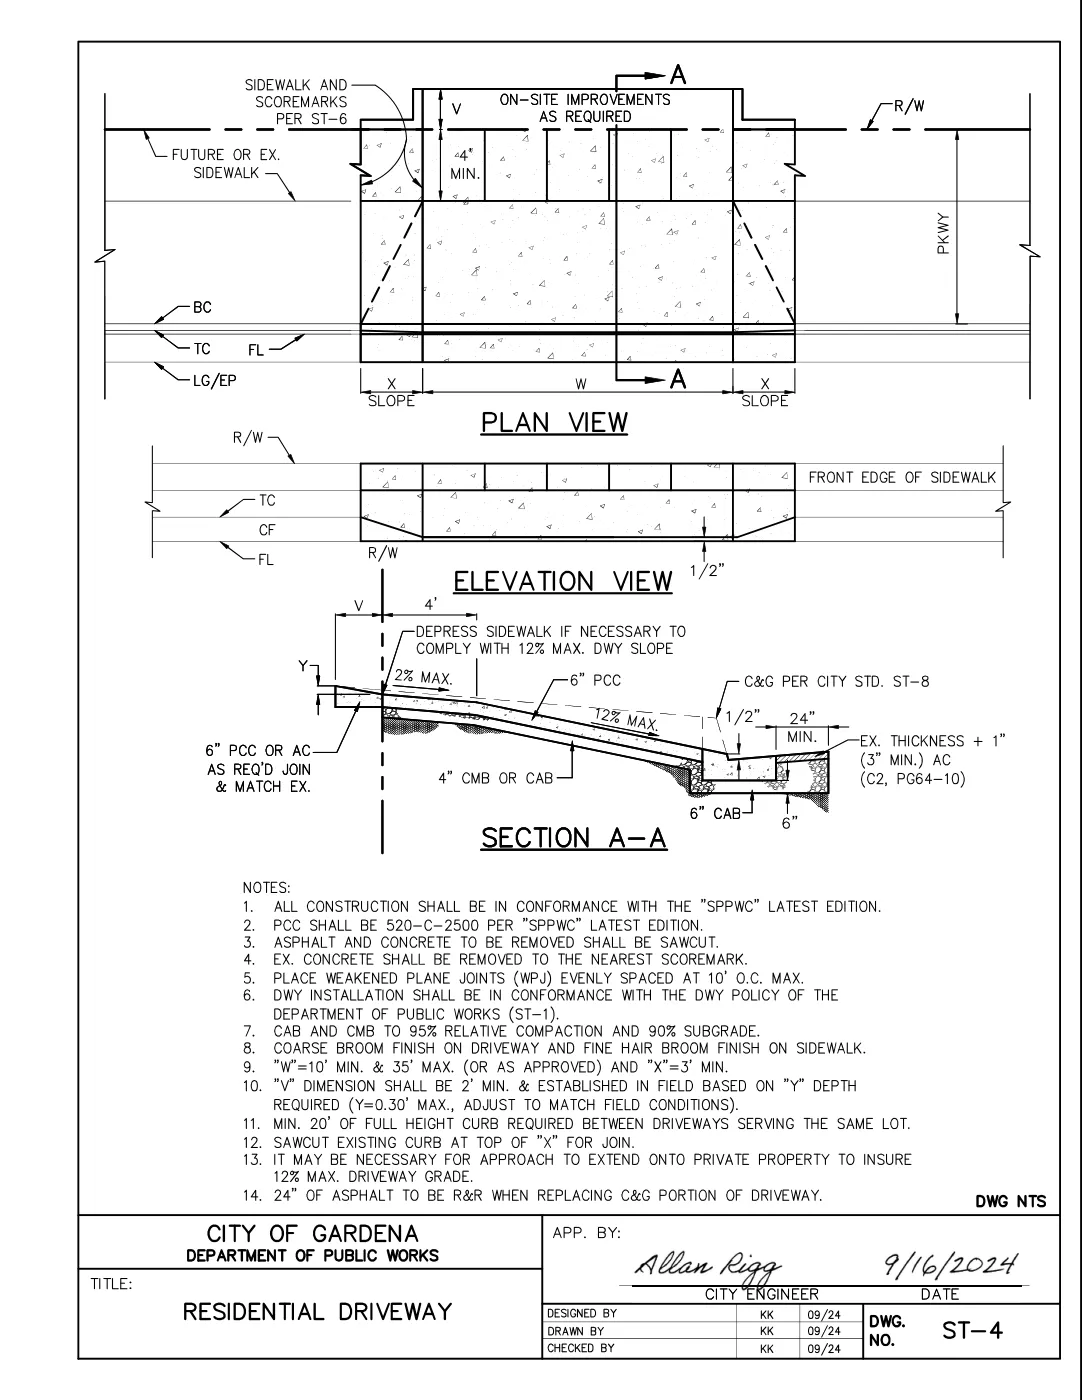 SIDEWALK AND
SCOREMARKS
PER ST-6
V
ON-SITE IMPROVEMENTS
AS REQUIRED
A
R/W
FUTURE OR EX.
SIDEWALK
4"
MIN.
PKWY
BC
TC
FL
LG/EP
X
SLOPE
W
A
X
SLOPE
PLAN VIEW
R/W
FRONT EDGE OF SIDEWALK
TC
CF
FL
1/2"
ELEVATION VIEW
R/W
V
4'
DEPRESS SIDEWALK IF NECESSARY TO
COMPLY WITH 12% MAX. DWY SLOPE
Y
2% MAX.
6" PCC
C&G PER CITY STD. ST-8
12% MAX.
1/2"
24"
MIN.
6" PCC OR AC
AS REQ'D JOIN
& MATCH EX.
4" CMB OR CAB
EX. THICKNESS + 1"
(3" MIN.) AC
(C2, PG64-10)
6" CAB
6"
SECTION A-A
NOTES:
1. ALL CONSTRUCTION SHALL BE IN CONFORMANCE WITH THE "SPPWC" LATEST EDITION.
2. PCC SHALL BE 520-C-2500 PER "SPPWC" LATEST EDITION.
3. ASPHALT AND CONCRETE TO BE REMOVED SHALL BE SAWCUT.
4. EX. CONCRETE SHALL BE REMOVED TO THE NEAREST SCOREMARK.
5. PLACE WEAKENED PLANE JOINTS (WPJ) EVENLY SPACED AT 10' O.C. MAX.
6. DWY INSTALLATION SHALL BE IN CONFORMANCE WITH THE DWY POLICY OF THE
DEPARTMENT OF PUBLIC WORKS (ST-1).
7. CAB AND CMB TO 95% RELATIVE COMPACTION AND 90% SUBGRADE.
8. COARSE BROOM FINISH ON DRIVEWAY AND FINE HAIR BROOM FINISH ON SIDEWALK.
9. "W"=10' MIN. & 35' MAX. (OR AS APPROVED) AND "X"=3' MIN.
10. "V" DIMENSION SHALL BE 2' MIN. & ESTABLISHED IN FIELD BASED ON "Y" DEPTH
REQUIRED (Y=0.30' MAX., ADJUST TO MATCH FIELD CONDITIONS).
11. MIN. 20' OF FULL HEIGHT CURB REQUIRED BETWEEN DRIVEWAYS SERVING THE SAME LOT.
12. SAWCUT EXISTING CURB AT TOP OF "X" FOR JOIN.
13. IT MAY BE NECESSARY FOR APPROACH TO EXTEND ONTO PRIVATE PROPERTY TO INSURE
12% MAX. DRIVEWAY GRADE.
14. 24" OF ASPHALT TO BE R&R WHEN REPLACING C&G PORTION OF DRIVEWAY.
DWG NTS
CITY OF GARDENA
DEPARTMENT OF PUBLIC WORKS
TITLE:
RESIDENTIAL DRIVEWAY
APP. BY:
Allan Rigg 9/16/2024
CITY ENGINEER DATE
DESIGNED BY KK 09/24
DRAWN BY KK 09/24
CHECKED BY KK 09/24
DWG.
NO.
ST-4